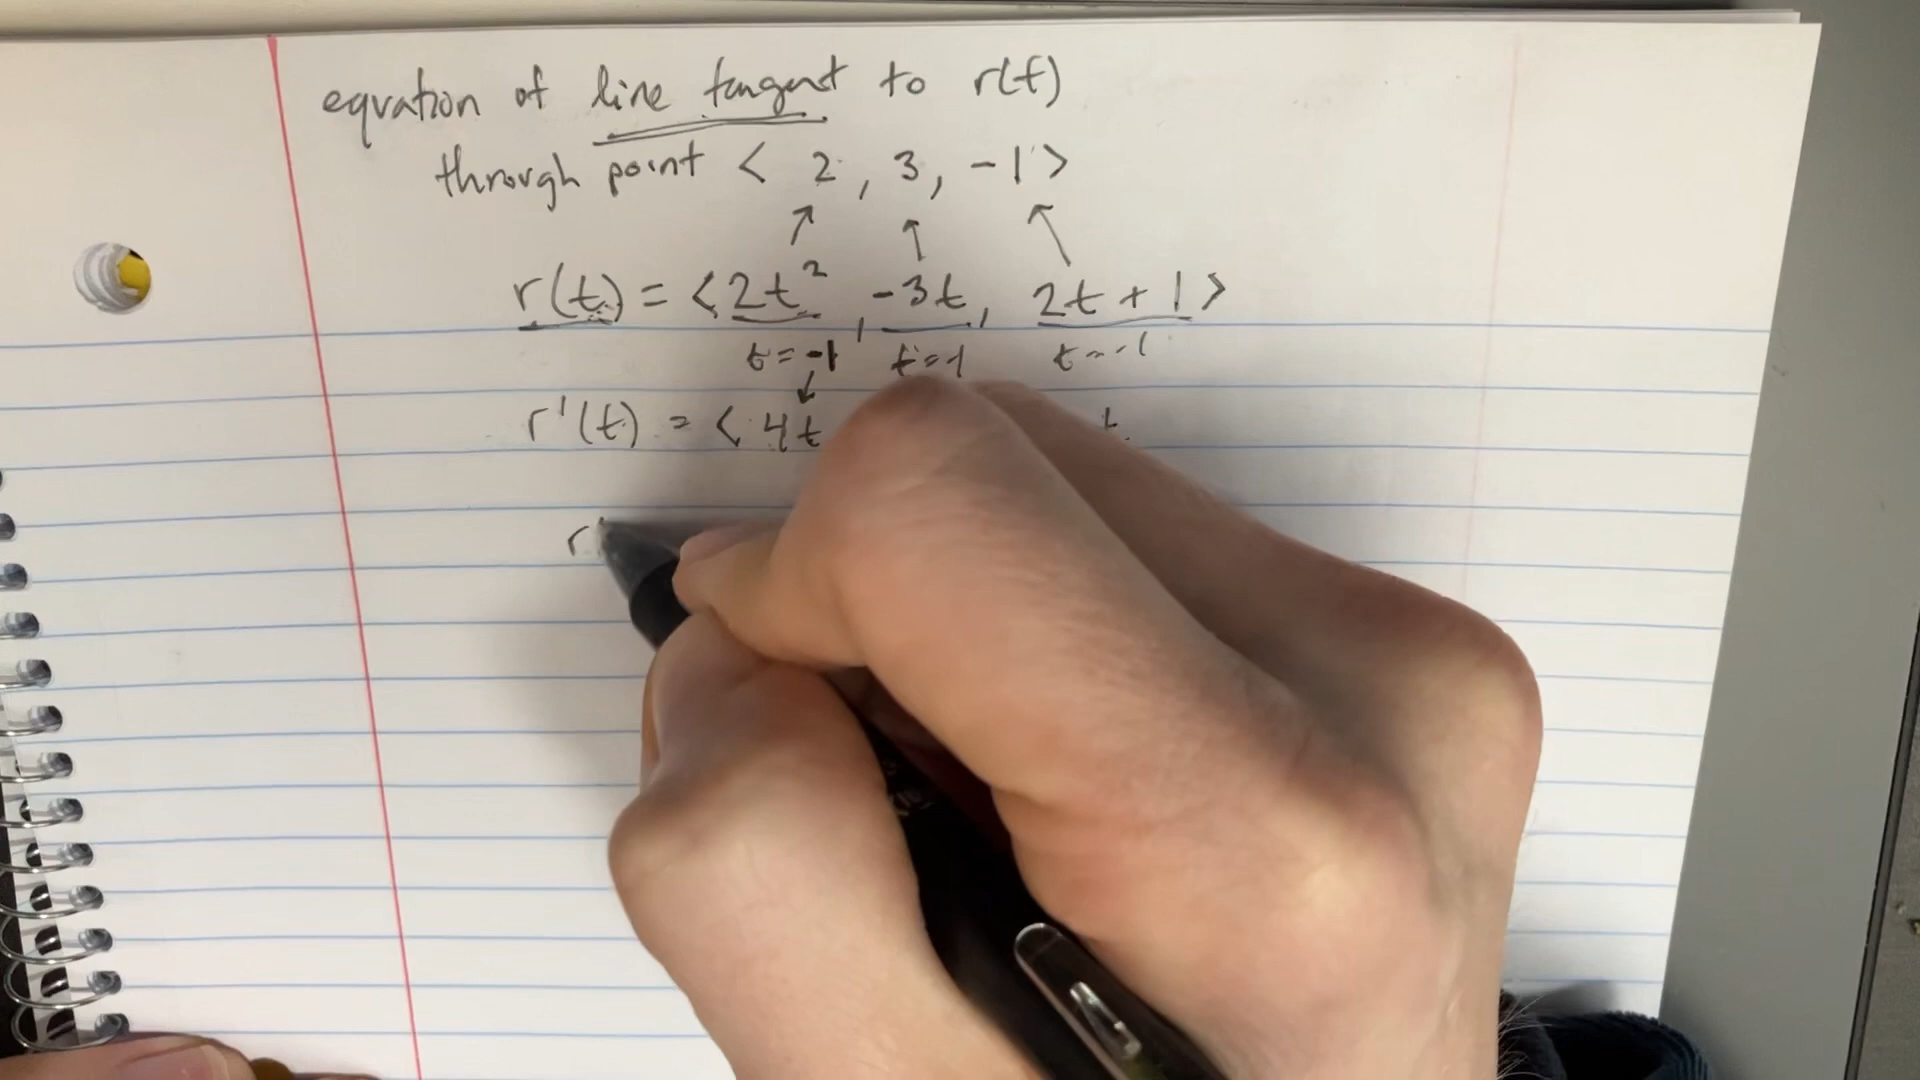 equation of line tangent to r(t)
through point < 2, 3, -1>
r(t) = <2t², -3t, 2t + 1>
t = -1 t=-1 t=-1
r'(t) = < 4t
r